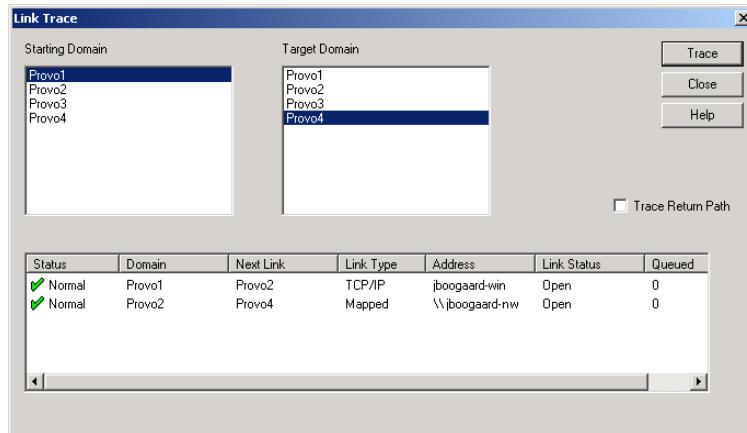 Link Trace
Starting Domain
Target Domain
Trace
Provo1
Provo2
Provo3
Provo4
Provo1
Provo2
Provo3
Provo4
Close
Help
Trace Return Path
Status Domain Next Link Link Type Address Link Status Queued
Normal Provo1 Provo2 TCP/IP jboogaard-win Open 0
Normal Provo2 Provo4 Mapped \\jboogaard-nw Open 0